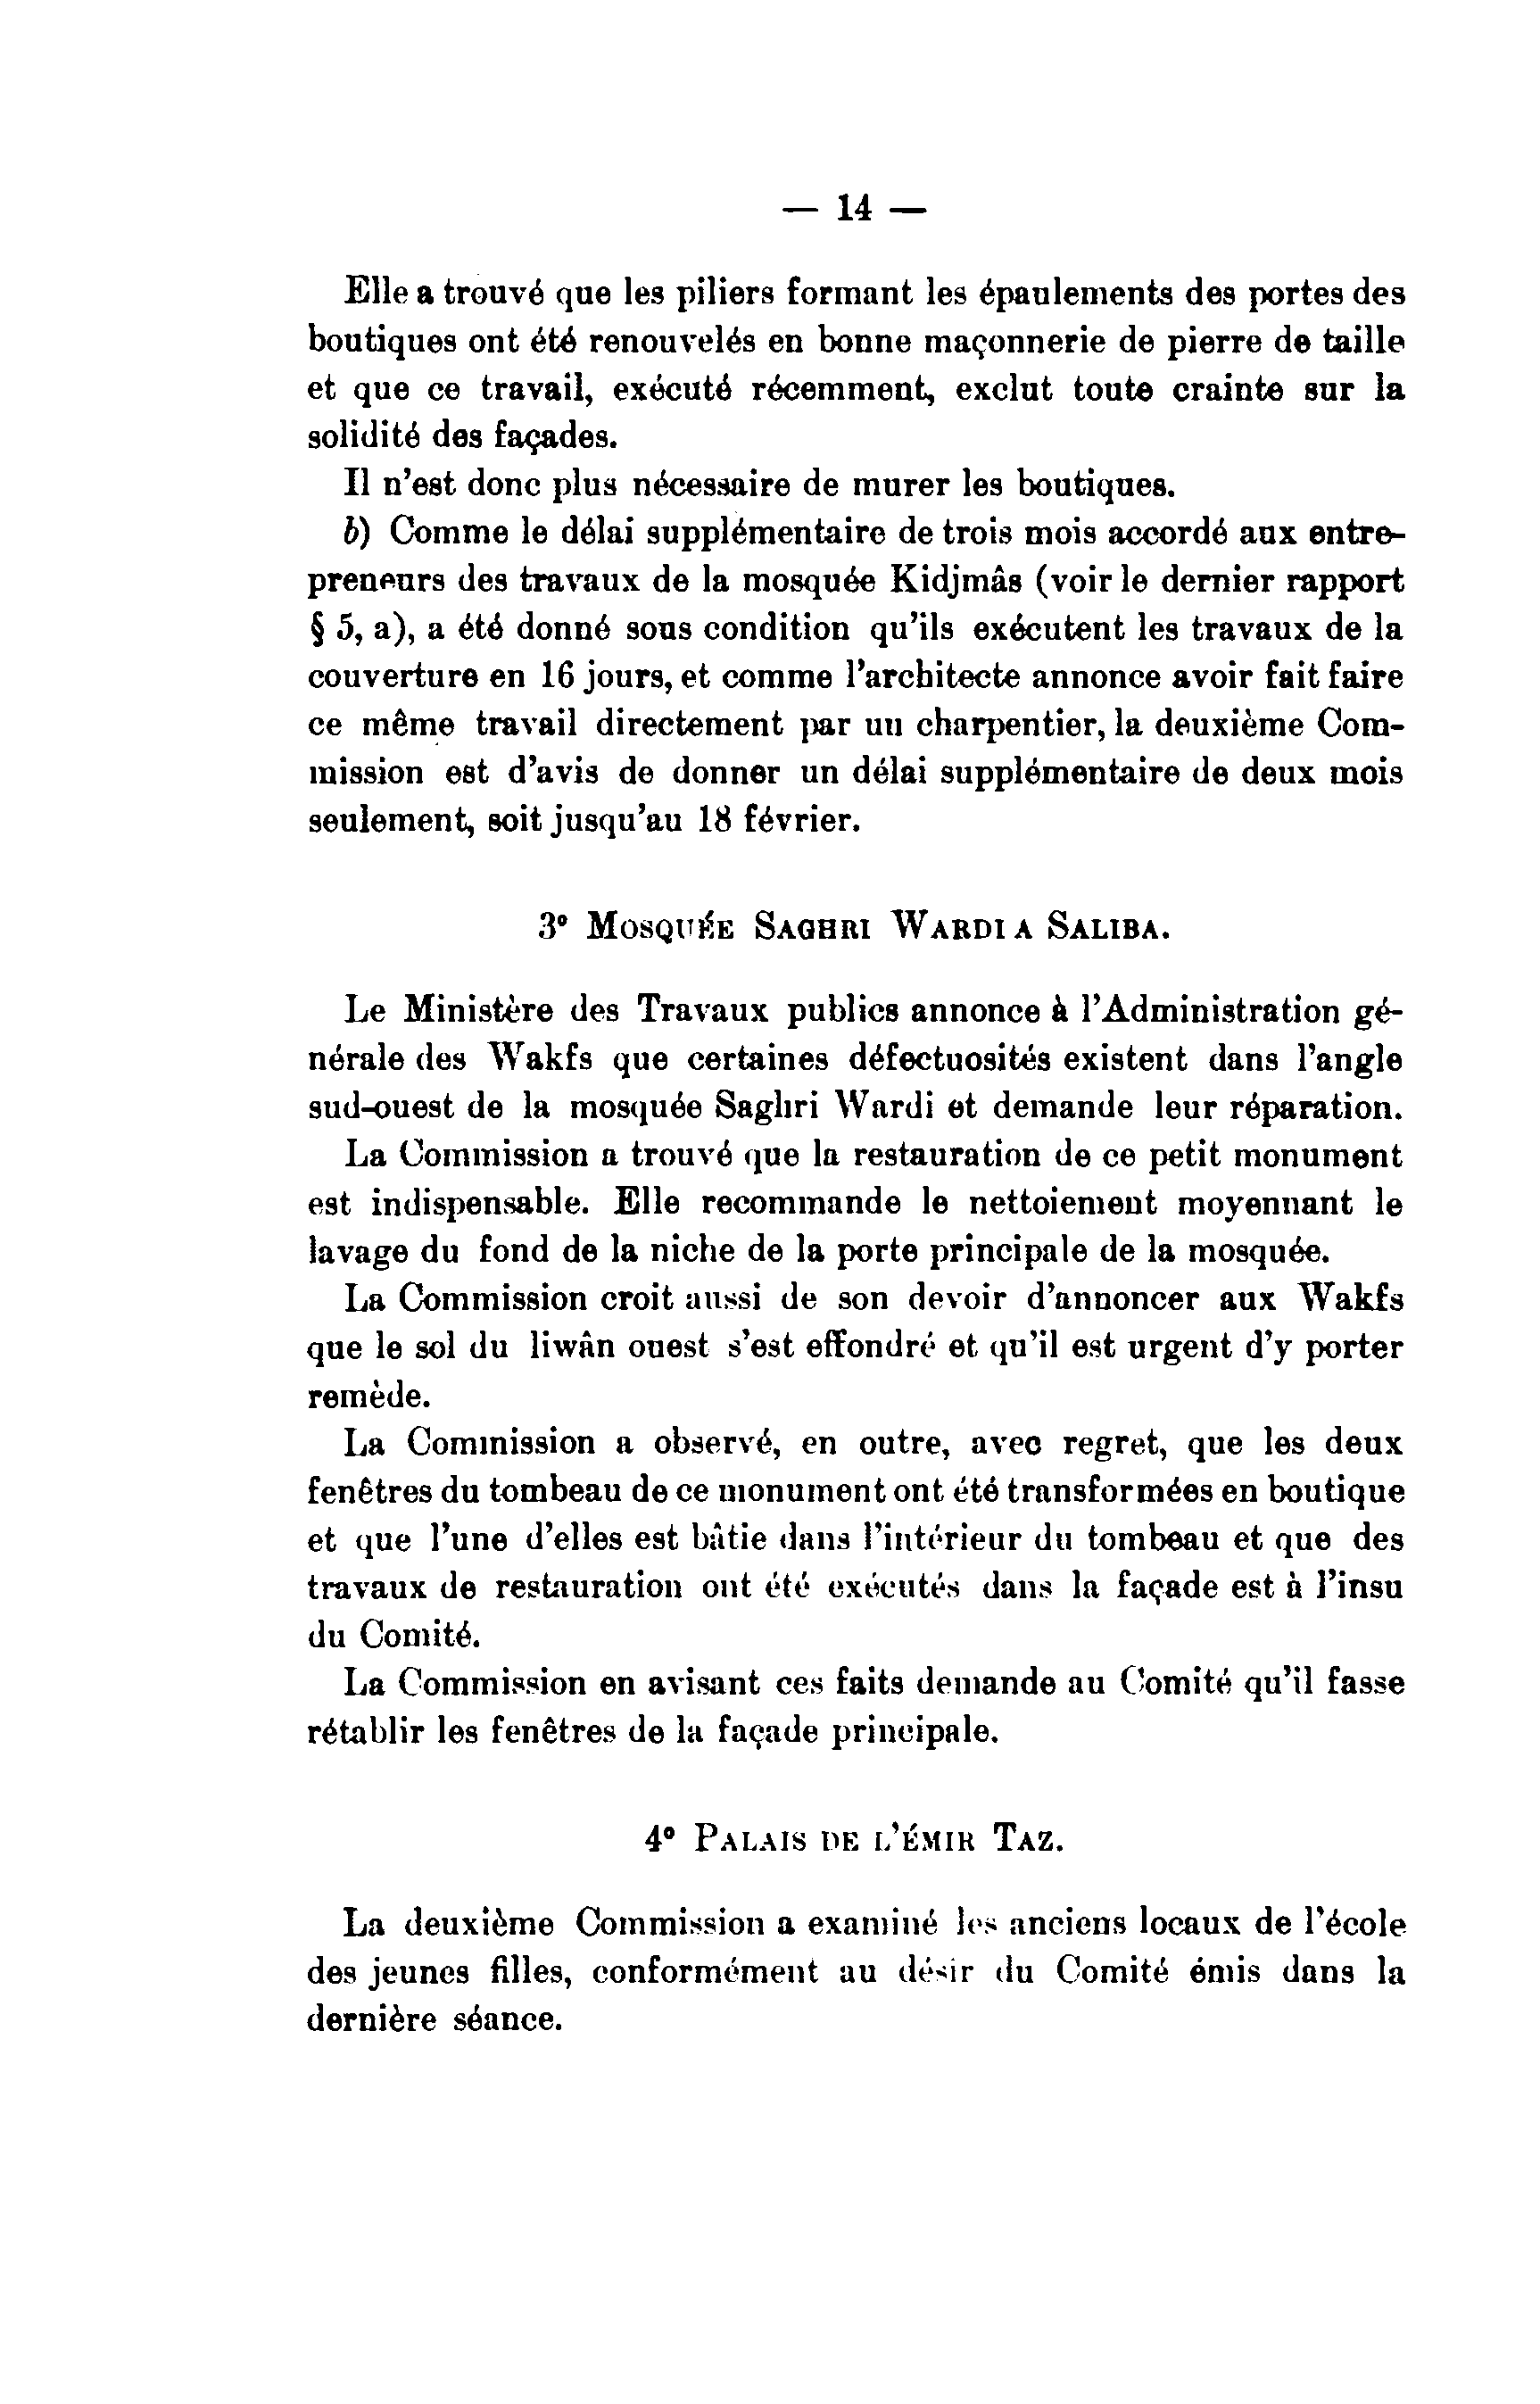 — 14 —
Elle a trouvé que les piliers formant les épaulements des portes des
boutiques ont été renouvelés en bonne maçonnerie de pierre de taille
et que ce travail, exécuté récemment, exclut toute crainte sur la
solidité des façades.
Il n'est donc plus nécessaire de murer les boutiques.
b) Comme le délai supplémentaire de trois mois accordé aux entre-
preneurs des travaux de la mosquée Kidjmâs (voir le dernier rapport
§ 5, a), a été donné sous condition qu'ils exécutent les travaux de la
couverture en 16 jours, et comme l'architecte annonce avoir fait faire
ce même travail directement par un charpentier, la deuxième Com-
mission est d'avis de donner un délai supplémentaire de deux mois
seulement, soit jusqu'au 18 février.
3° MOSQUÉE SAGHRI WARDI A SALIBA.
Le Ministère des Travaux publics annonce à l'Administration gé-
nérale des Wakfs que certaines défectuosités existent dans l'angle
sud-ouest de la mosquée Saghri Wardi et demande leur réparation.
La Commission a trouvé que la restauration de ce petit monument
est indispensable. Elle recommande le nettoiement moyennant le
lavage du fond de la niche de la porte principale de la mosquée.
La Commission croit aussi de son devoir d'annoncer aux Wakfs
que le sol du liwân ouest s'est effondré et qu'il est urgent d'y porter
remède.
La Commission a observé, en outre, avec regret, que les deux
fenêtres du tombeau de ce monument ont été transformées en boutique
et que l'une d'elles est bâtie dans l'intérieur du tombeau et que des
travaux de restauration ont été exécutés dans la façade est à l'insu
du Comité.
La Commission en avisant ces faits demande au Comité qu'il fasse
rétablir les fenêtres de la façade principale.
4° PALAIS DE L'ÉMIR TAZ.
La deuxième Commission a examiné les anciens locaux de l'école
des jeunes filles, conformément au désir du Comité émis dans la
dernière séance.